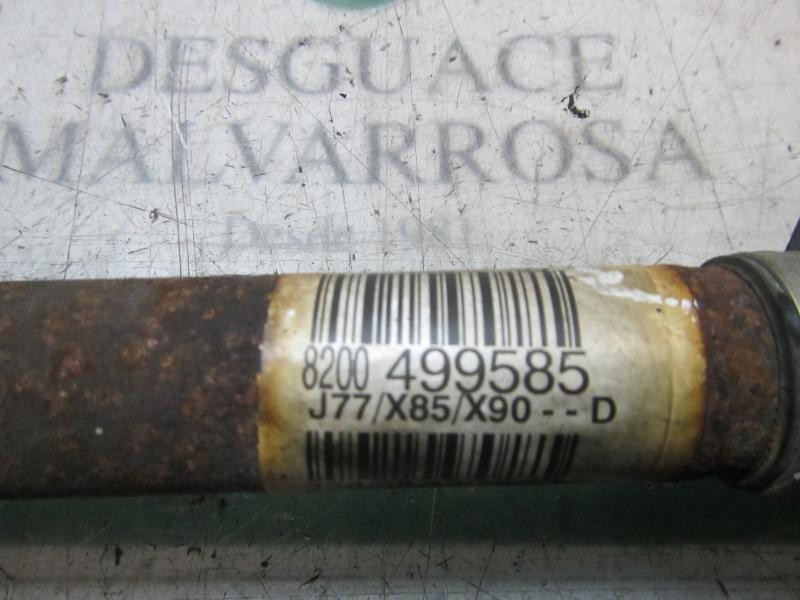 DESGUACE
MALVARROSA
Desde 1981
8200 499585
J77/X85/X90 -- D